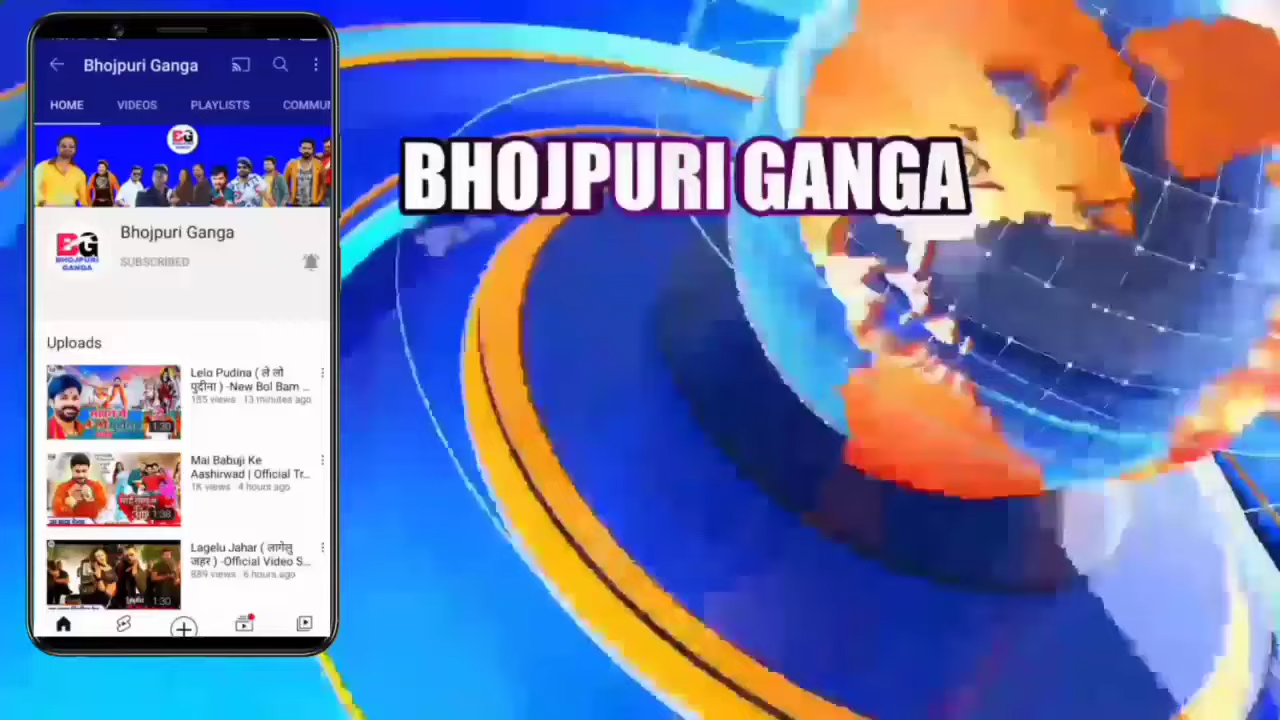 Bhojpuri Ganga
HOME VIDEOS PLAYLISTS COMMUN
BG
BHOJPURI GANGA
Bhojpuri Ganga
SUBSCRIBED
BG
BHOJPURI
GANGA
Uploads
Lelo Pudina ( ले लो
पुदीना ) -New Bol Bam ...
155 views 13 minutes ago
1:30
Mai Babuji Ke
Aashirwad | Official Tr...
1K views 4 hours ago
1:38
Lagelu Jahar ( लागेलु
जहर ) -Official Video S...
889 views 6 hours ago
1:30